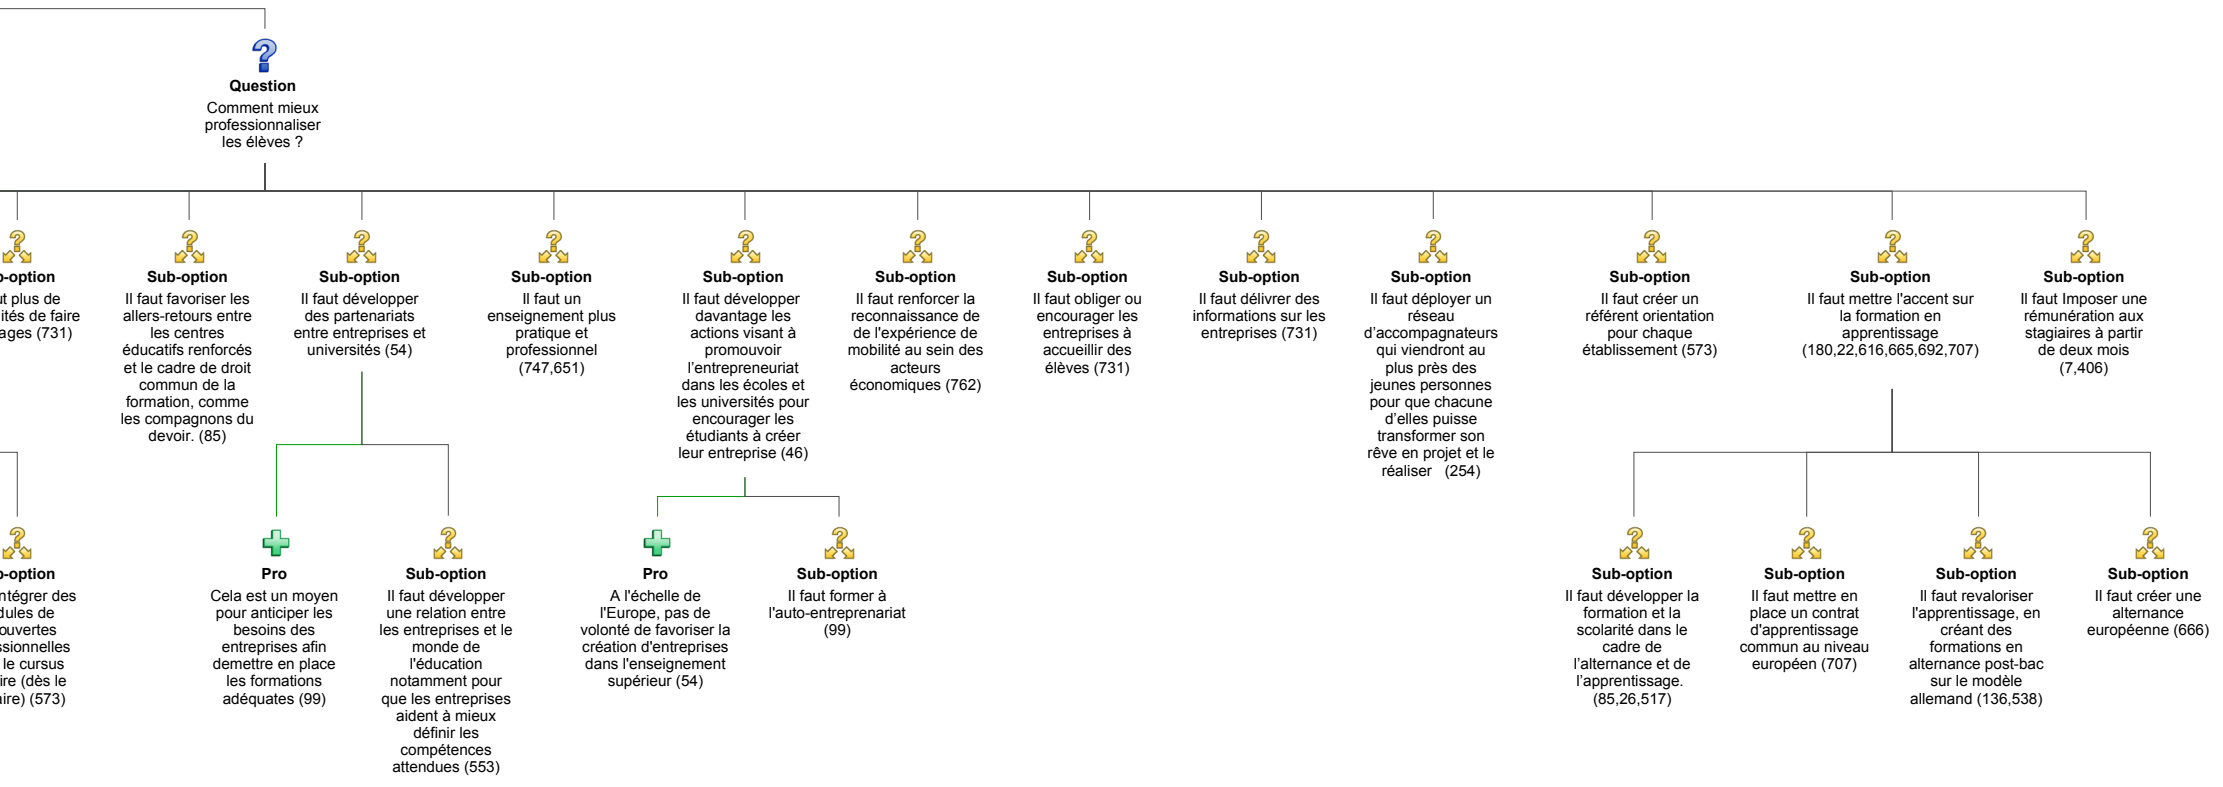 Question
Comment mieux
professionnaliser
les élèves ?
b-option
ut plus de
ités de faire
ages (731)
Sub-option
Il faut favoriser les
allers-retours entre
les centres
éducatifs renforcés
et le cadre de droit
commun de la
formation, comme
les compagnons du
devoir. (85)
Sub-option
Il faut développer
des partenariats
entre entreprises et
universités (54)
Sub-option
Il faut un
enseignement plus
pratique et
professionnel
(747,651)
Sub-option
Il faut développer
davantage les
actions visant à
promouvoir
l’entrepreneuriat
dans les écoles et
les universités pour
encourager les
étudiants à créer
leur entreprise (46)
Sub-option
Il faut renforcer la
reconnaissance de
de l'expérience de
mobilité au sein des
acteurs
économiques (762)
Sub-option
Il faut obliger ou
encourager les
entreprises à
accueillir des
élèves (731)
Sub-option
Il faut délivrer des
informations sur les
entreprises (731)
Sub-option
Il faut déployer un
réseau
d’accompagnateurs
qui viendront au
plus près des
jeunes personnes
pour que chacune
d’elles puisse
transformer son
rêve en projet et le
réaliser (254)
Sub-option
Il faut créer un
référent orientation
pour chaque
établissement (573)
Sub-option
Il faut mettre l'accent sur
la formation en
apprentissage
(180,22,616,665,692,707)
Sub-option
Il faut Imposer une
rémunération aux
stagiaires à partir
de deux mois
(7,406)
b-option
ntégrer des
dules de
ouvertes
ssionnelles
le cursus
ire (dès le
aire) (573)
Pro
Cela est un moyen
pour anticiper les
besoins des
entreprises afin
demettre en place
les formations
adéquates (99)
Sub-option
Il faut développer
une relation entre
les entreprises et le
monde de
l'éducation
notamment pour
que les entreprises
aident à mieux
définir les
compétences
attendues (553)
Pro
A l'échelle de
l'Europe, pas de
volonté de favoriser la
création d'entreprises
dans l'enseignement
supérieur (54)
Sub-option
Il faut former à
l'auto-entreprenariat
(99)
Sub-option
Il faut développer la
formation et la
scolarité dans le
cadre de
l’alternance et de
l’apprentissage.
(85,26,517)
Sub-option
Il faut mettre en
place un contrat
d'apprentissage
commun au niveau
européen (707)
Sub-option
Il faut revaloriser
l'apprentissage, en
créant des
formations en
alternance post-bac
sur le modèle
allemand (136,538)
Sub-option
Il faut créer une
alternance
européenne (666)